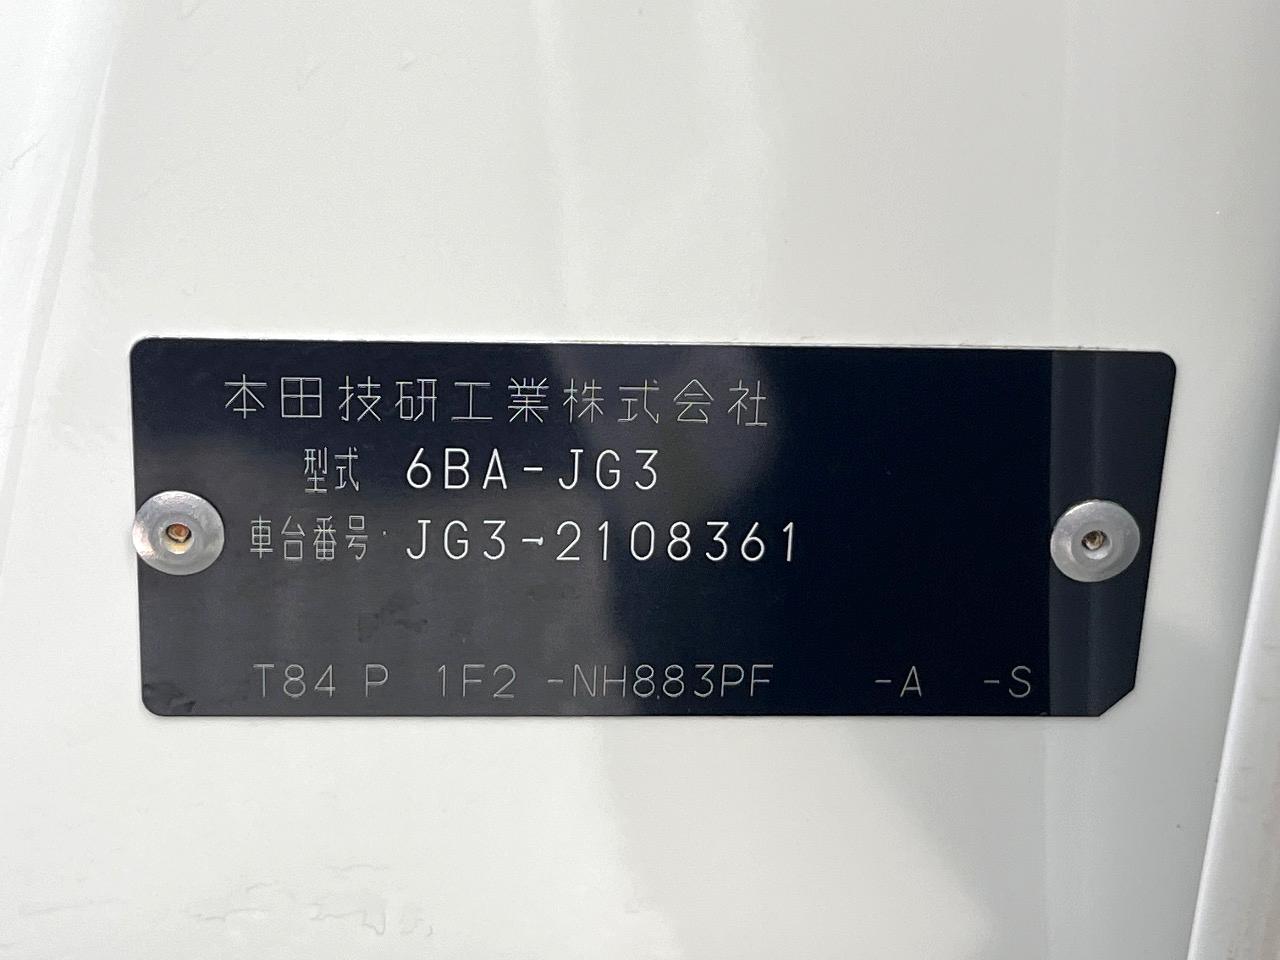 本田技研工業株式会社
型式 6BA-JG3
車台番号 JG3-2108361
T84 P 1F2 -NH883PF -A -S